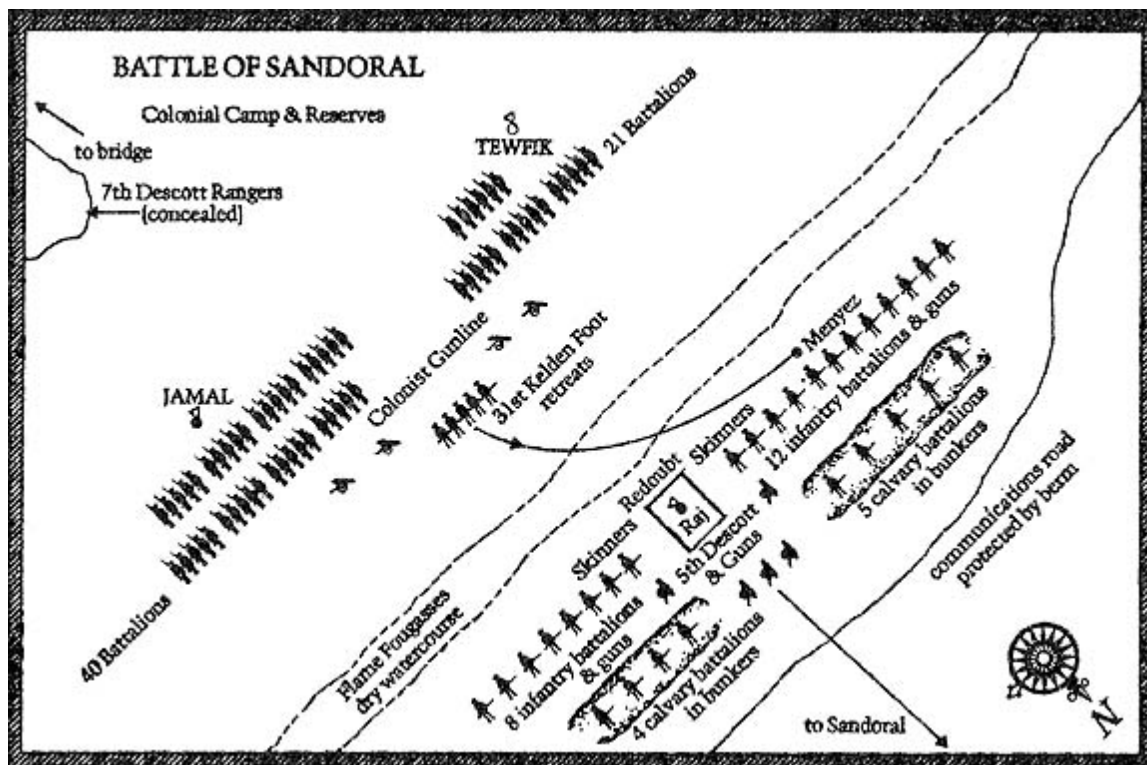 BATTLE OF SANDORAL
Colonial Camp & Reserves
to bridge
7th Descott Rangers
(concealed)
TEWFIK
21 Battalions
JAMAL
40 Battalions
Colonist Gunline
31st Kelden Foot
retreats
Menyez
Skinners
12 infantry battalions & guns
5 calvary battalions
in bunkers
Redoubt
Raj
Skinners
5th Descott
& Guns
8 infantry battalions
& guns
4 calvary battalions
in bunkers
Flame Fougasses
dry watercourse
communications road
protected by berm
to Sandoral
N